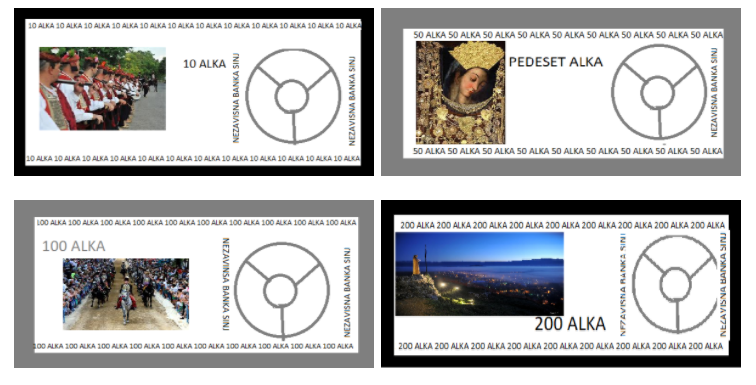 10 ALKA 10 ALKA 10 ALKA 10 ALKA 10 ALKA 10 ALKA 10 ALKA 10 ALKA 10 ALKA 10 ALKA 10 ALKA 10 ALKA
10 ALKA
NEZAVISNA BANKA SINJ
NEZAVISNA BANKA SINJ
10 ALKA 10 ALKA 10 ALKA 10 ALKA 10 ALKA 10 ALKA 10 ALKA 10 ALKA 10 ALKA 10 ALKA 10 ALKA 10 ALKA
50 ALKA 50 ALKA 50 ALKA 50 ALKA 50 ALKA 50 ALKA 50 ALKA 50 ALKA 50 ALKA
PEDESET ALKA
NEZAVISNA BANKA SINJ
50 ALKA 50 ALKA 50 ALKA 50 ALKA 50 ALKA 50 ALKA 50 ALKA 50 ALKA 50 ALKA
100 ALKA 100 ALKA 100 ALKA 100 ALKA 100 ALKA 100 ALKA 100 ALKA 100 ALKA 100 ALKA 100 ALKA
100 ALKA
NEZAVINSA BANKA SINJ
NEZAVISNA BANKA SINJ
100 ALKA 100 ALKA 100 ALKA 100 ALKA 100 ALKA 100 ALKA 100 ALKA 100 ALKA 100 ALKA 100 ALKA
200 ALKA 200 ALKA 200 ALKA 200 ALKA 200 ALKA 200 ALKA 200 ALKA 200 ALKA
200 ALKA
NEZAVISNA BANKA SINJ
NEZAVISNA BANKA SINJ
200 ALKA 200 ALKA 200 ALKA 200 ALKA 200 ALKA 200 ALKA 200 ALKA 200 ALKA